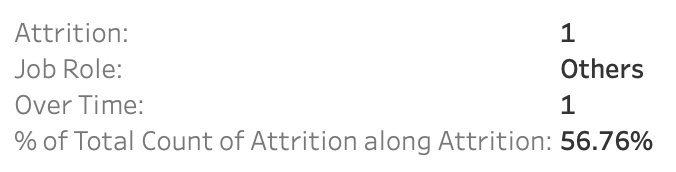 Attrition: 1
Job Role: Others
Over Time: 1
% of Total Count of Attrition along Attrition: 56.76%